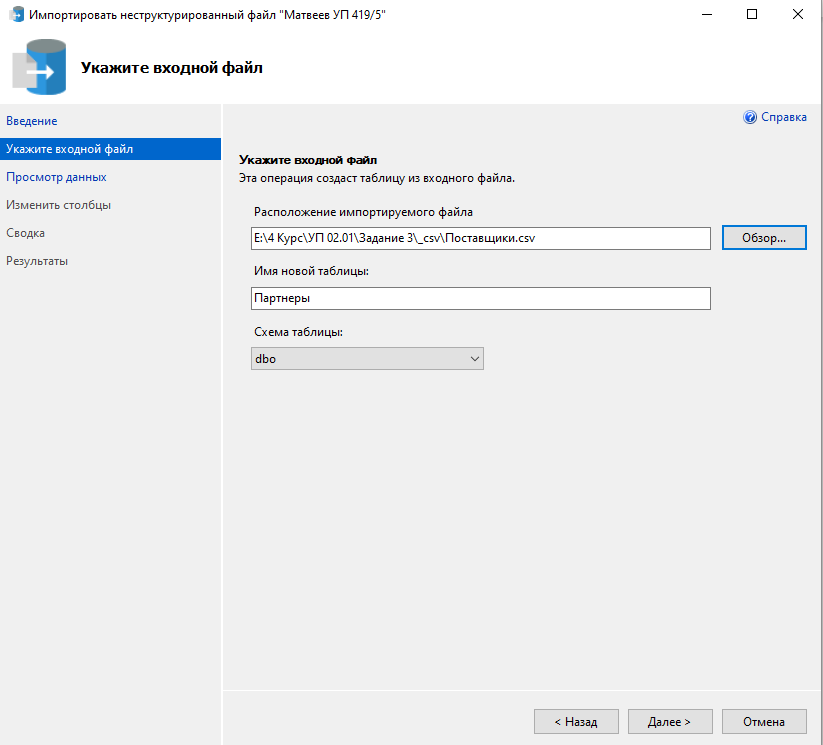 Импортировать неструктурированный файл "Матвеев УП 419/5"
Укажите входной файл
Введение
Укажите входной файл
Просмотр данных
Изменить столбцы
Сводка
Результаты
Справка
Укажите входной файл
Эта операция создаст таблицу из входного файла.
Расположение импортируемого файла
E:\4 Курс\УП 02.01\Задание 3\_csv\Поставщики.csv
Обзор...
Имя новой таблицы:
Партнеры
Схема таблицы:
dbo
< Назад
Далее >
Отмена